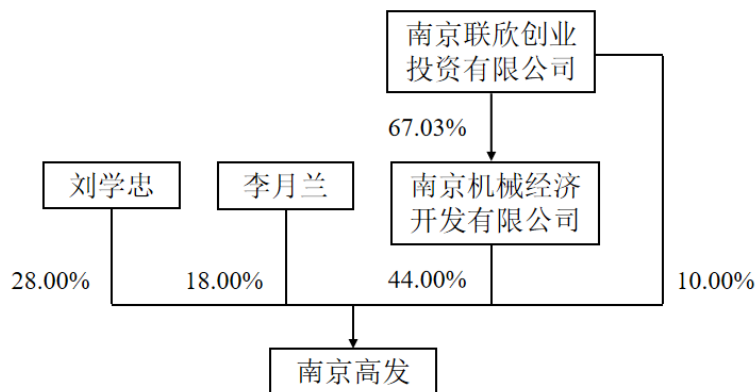 南京联欣创业
投资有限公司
67.03%
刘学忠
李月兰
南京机械经济
开发有限公司
28.00%
18.00%
44.00%
10.00%
南京高发